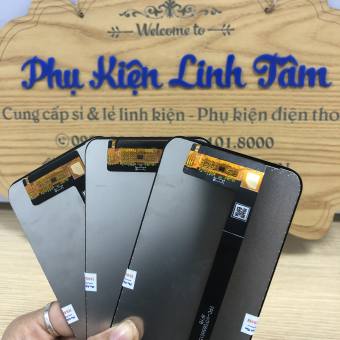 Welcome to
Phụ Kiện Linh Tâm
Cung cấp sỉ & lẻ linh kiện - Phụ kiện điện tho
101.8000